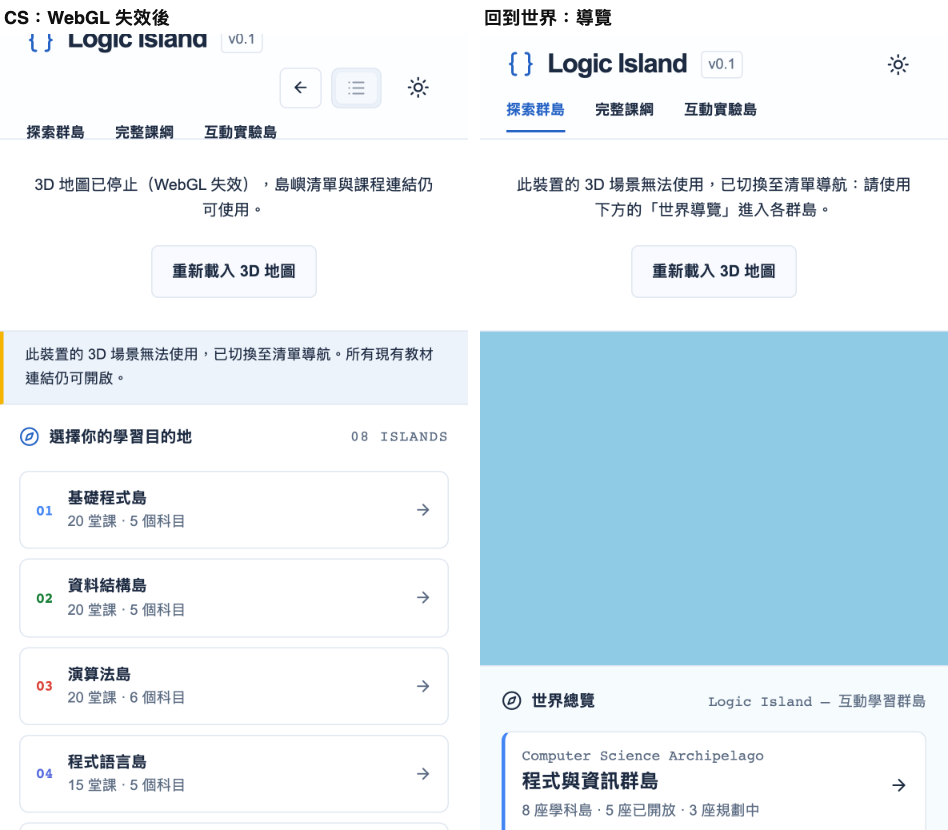 CS：WebGL 失效後
{ } Logic Island v0.1
探索群島 完整課綱 互動實驗島
3D 地圖已停止（WebGL 失效），島嶼清單與課程連結仍
可使用。
重新載入 3D 地圖
此裝置的 3D 場景無法使用，已切換至清單導航。所有現有教材
連結仍可開啟。
選擇你的學習目的地 08 ISLANDS
01 基礎程式島
20 堂課 · 5 個科目
02 資料結構島
20 堂課 · 5 個科目
03 演算法島
20 堂課 · 6 個科目
04 程式語言島
15 堂課 · 5 個科目
回到世界：導覽
{ } Logic Island v0.1
探索群島 完整課綱 互動實驗島
此裝置的 3D 場景無法使用，已切換至清單導航：請使用
下方的「世界導覽」進入各群島。
重新載入 3D 地圖
世界總覽 Logic Island — 互動學習群島
Computer Science Archipelago
程式與資訊群島
8 座學科島 · 5 座已開放 · 3 座規劃中